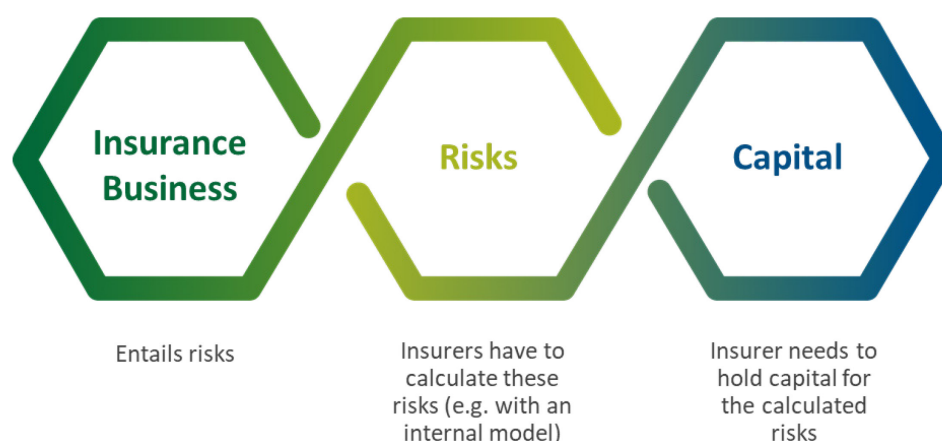 Insurance
Business
Risks
Capital
Entails risks
Insurers have to
calculate these
risks (e.g. with an
internal model)
Insurer needs to
hold capital for
the calculated
risks